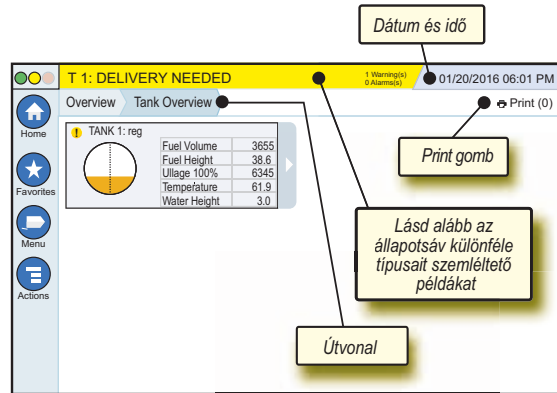 Dátum és idő
T 1: DELIVERY NEEDED
1 Warning(s)
0 Alarms(s)
01/20/2016 06:01 PM
Overview
Tank Overview
Print (0)
Home
Favorites
Menu
Actions
TANK 1: reg
Fuel Volume 3655
Fuel Height 38.6
Ullage 100% 6345
Temperature 61.9
Water Height 3.0
Print gomb
Lásd alább az
állapotsáv különféle
típusait szemléltető
példákat
Útvonal